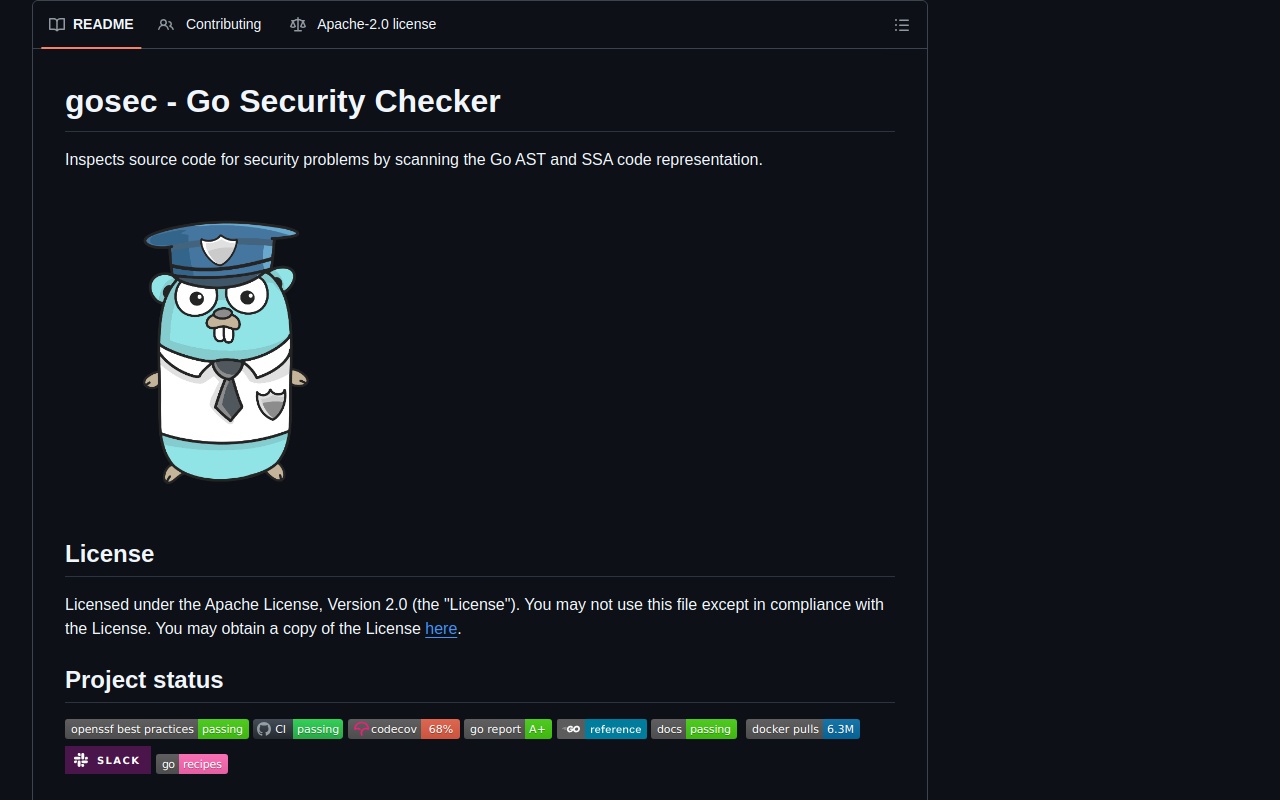 README Contributing Apache-2.0 license
gosec - Go Security Checker
Inspects source code for security problems by scanning the Go AST and SSA code representation.
License
Licensed under the Apache License, Version 2.0 (the "License"). You may not use this file except in compliance with
the License. You may obtain a copy of the License here.
Project status
openssf best practices passing CI passing codecov 68% go report A+ GO reference docs passing docker pulls 6.3M
SLACK go recipes